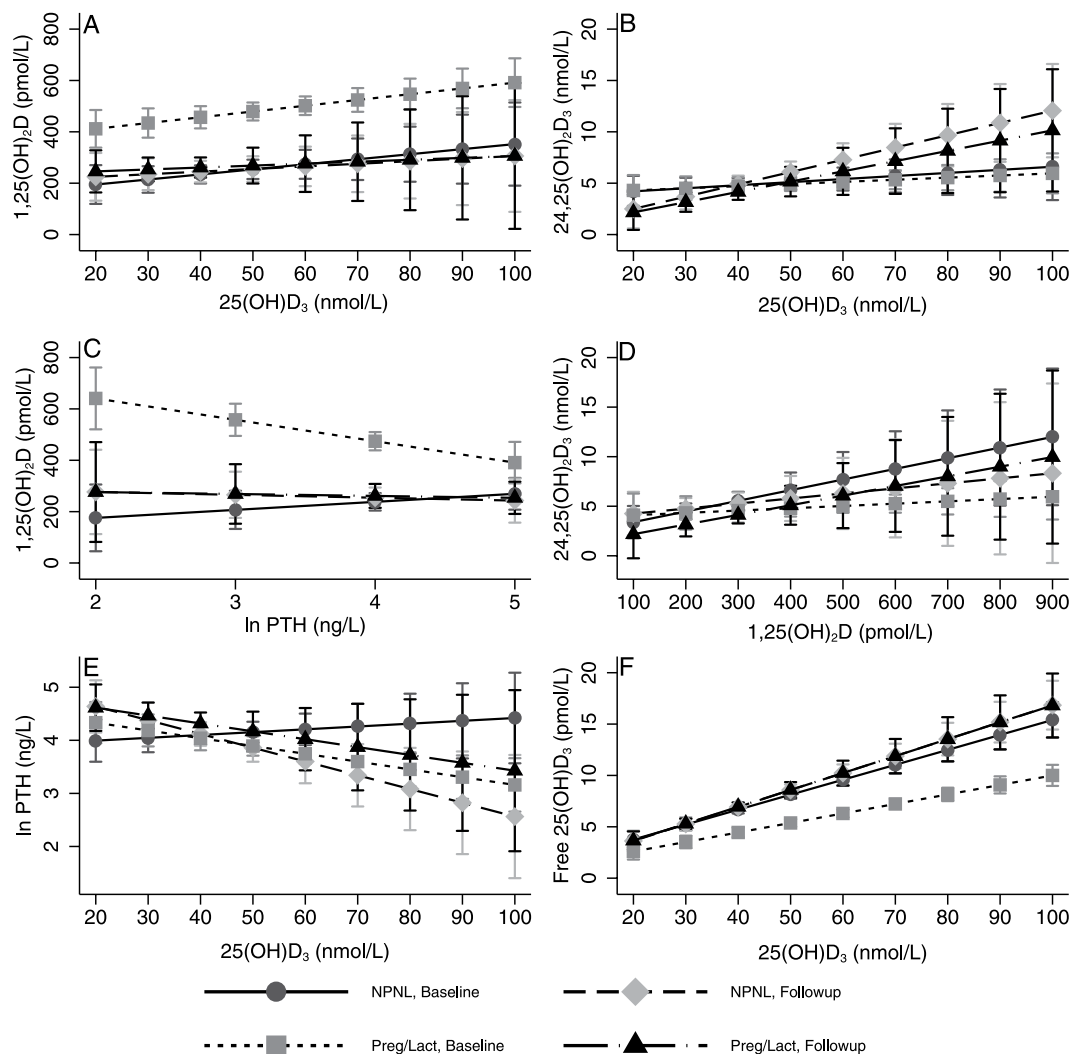 A
1,25(OH)₂D (pmol/L)
800
600
400
200
0
20 30 40 50 60 70 80 90 100
25(OH)D₃ (nmol/L)
B
24,25(OH)₂D₃ (nmol/L)
20
15
10
5
0
20 30 40 50 60 70 80 90 100
25(OH)D₃ (nmol/L)
C
1,25(OH)₂D (pmol/L)
800
600
400
200
0
2 3 4 5
ln PTH (ng/L)
D
24,25(OH)₂D₃ (nmol/L)
20
15
10
5
0
100 200 300 400 500 600 700 800 900
1,25(OH)₂D (pmol/L)
E
ln PTH (ng/L)
5
4
3
2
20 30 40 50 60 70 80 90 100
25(OH)D₃ (nmol/L)
F
Free 25(OH)D₃ (pmol/L)
20
15
10
5
0
20 30 40 50 60 70 80 90 100
25(OH)D₃ (nmol/L)
NPNL, Baseline
NPNL, Followup
Preg/Lact, Baseline
Preg/Lact, Followup